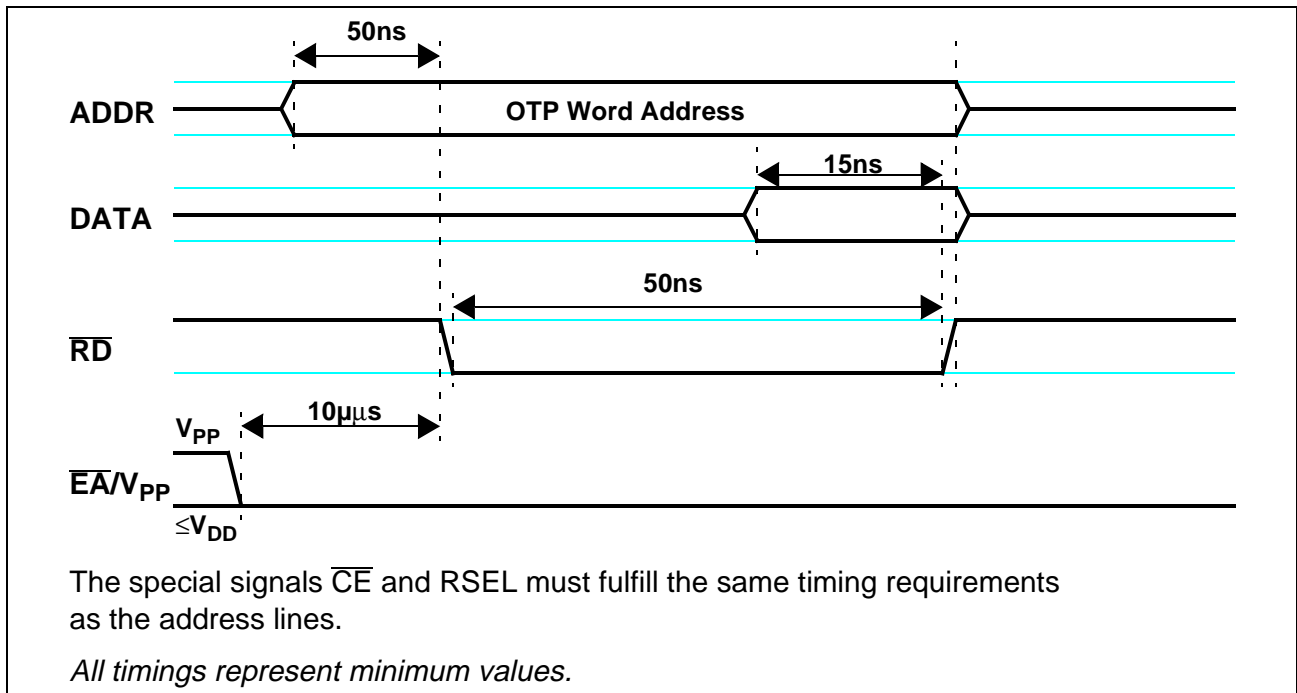 50ns
ADDR
OTP Word Address
15ns
DATA
50ns
RD
10µμs
VPP
EA/VPP
≤VDD
The special signals CE and RSEL must fulfill the same timing requirements
as the address lines.
All timings represent minimum values.